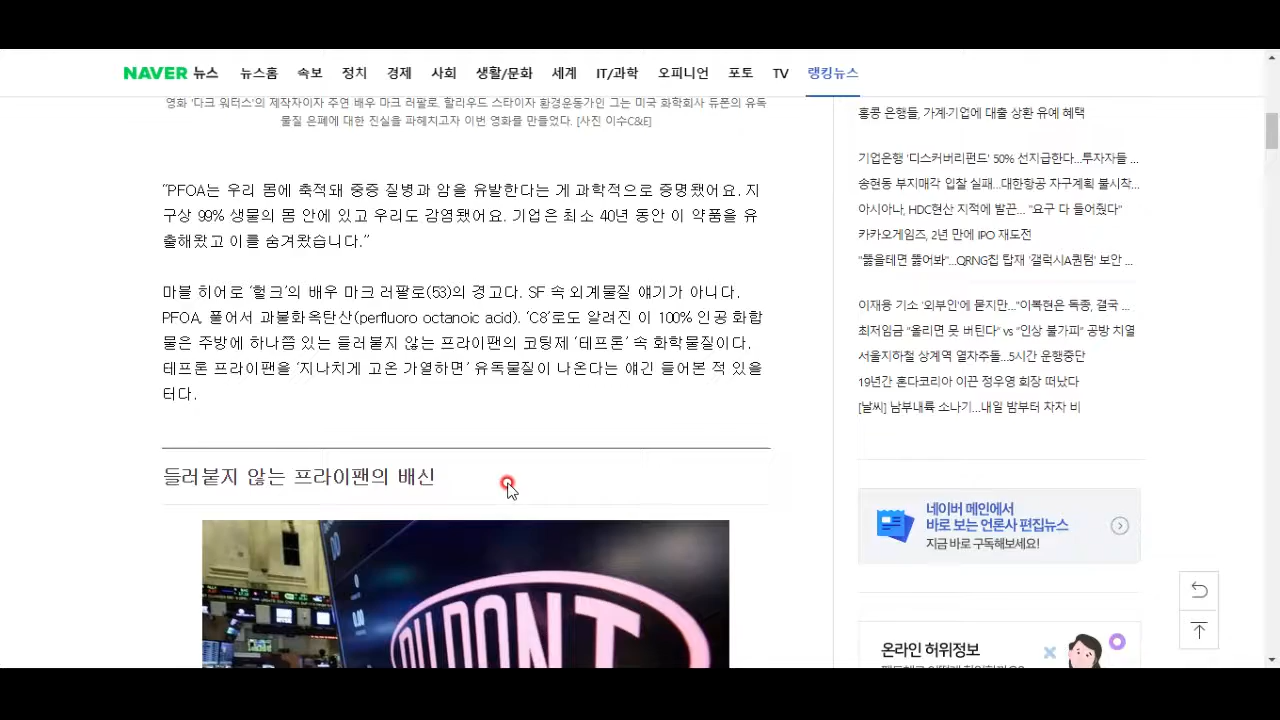 NAVER 뉴스 뉴스홈 속보 정치 경제 사회 생활/문화 세계 IT/과학 오피니언 포토 TV 랭킹뉴스
영화 '다크 워터스'의 제작자이자 주연 배우 마크 러팔로. 할리우드 스타이자 환경운동가인 그는 미국 화학회사 듀폰의 유독
물질 은폐에 대한 진실을 파헤치고자 이번 영화를 만들었다. [사진 이수C&E]
“PFOA는 우리 몸에 축적돼 중증 질병과 암을 유발한다는 게 과학적으로 증명됐어요. 지
구상 99% 생물의 몸 안에 있고 우리도 감염됐어요. 기업은 최소 40년 동안 이 약품을 유
출해왔고 이를 숨겨왔습니다.”
마블 히어로 ‘헐크’의 배우 마크 러팔로(53)의 경고다. SF 속 외계물질 얘기가 아니다.
PFOA, 풀어서 과불화옥탄산(perfluoro octanoic acid). ‘C8’로도 알려진 이 100% 인공 화합
물은 주방에 하나쯤 있는 들러붙지 않는 프라이팬의 코팅제 ‘테프론’ 속 화학물질이다.
테프론 프라이팬을 ‘지나치게 고온 가열하면’ 유독물질이 나온다는 얘긴 들어본 적 있을
터다.
들러붙지 않는 프라이팬의 배신
DUPONT
홍콩 은행들, 가계·기업에 대출 상환 유예 혜택
기업은행 '디스커버리펀드' 50% 선지급한다...투자자들 ...
송현동 부지매각 입찰 실패...대한항공 자구계획 불시착...
아시아나, HDC현산 지적에 발끈... "요구 다 들어줬다"
카카오게임즈, 2년 만에 IPO 재도전
"뚫을테면 뚫어봐"...QRNG칩 탑재 '갤럭시A퀀텀' 보안 ...
이재용 기소 '외부인'에 묻지만..."이복현은 독종, 결국 ...
최저임금 "올리면 못 버틴다" vs "인상 불가피" 공방 치열
서울지하철 상계역 열차추돌...5시간 운행중단
19년간 혼다코리아 이끈 정우영 회장 떠났다
[날씨] 남부내륙 소나기...내일 밤부터 차차 비
네이버 메인에서
바로 보는 언론사 편집뉴스
지금 바로 구독해보세요!
온라인 허위정보